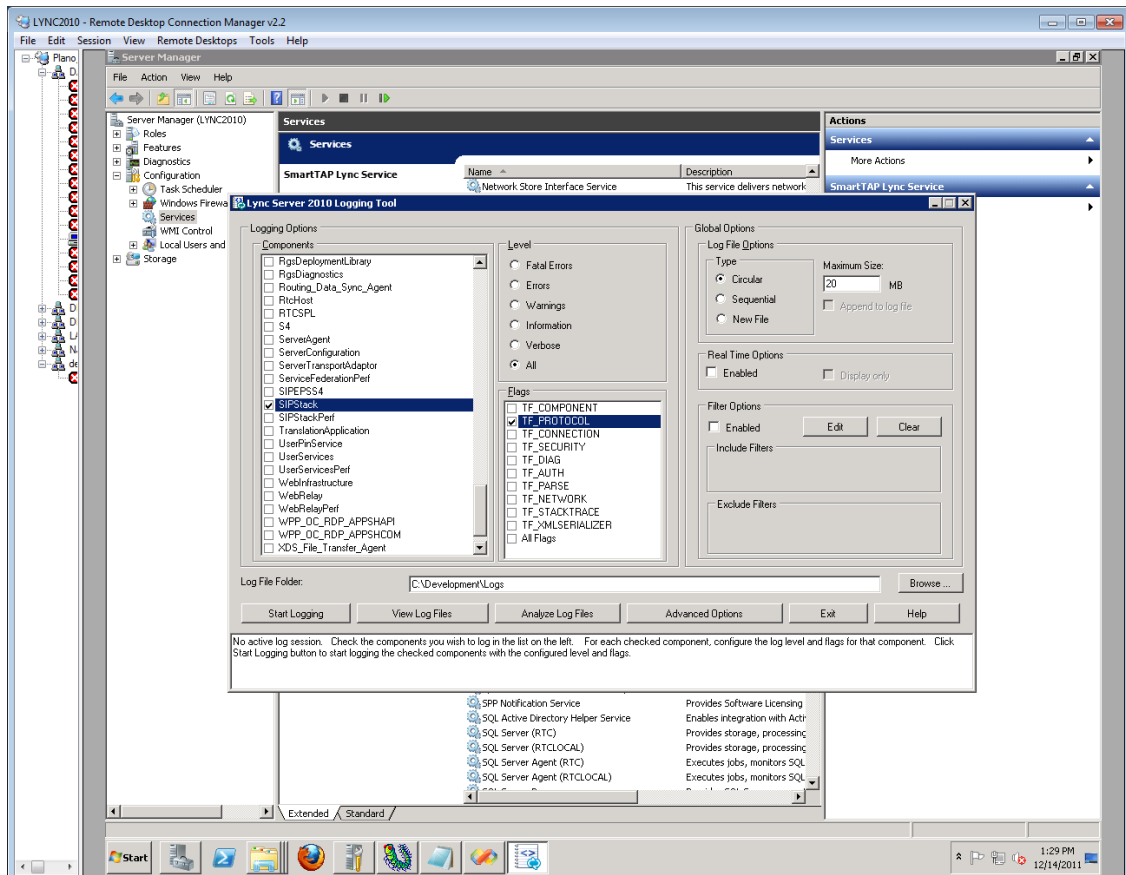 LYNC2010 - Remote Desktop Connection Manager v2.2
File Edit Session View Remote Desktops Tools Help
Plano
D
D
D
LA
N
de
Server Manager
File Action View Help
Server Manager (LYNC2010)
Roles
Features
Diagnostics
Configuration
Task Scheduler
Windows Firewa
Services
WMI Control
Local Users and
Storage
Services
Services
SmartTAP Lync Service
Name Description
Network Store Interface Service This service delivers network
Actions
Services
More Actions
SmartTAP Lync Service
Lync Server 2010 Logging Tool
Logging Options
Components
RgsDeploymentLibrary
RgsDiagnostics
Routing_Data_Sync_Agent
RtcHost
RTCSPL
S4
ServerAgent
ServerConfiguration
ServerTransportAdaptor
ServiceFederationPerf
SIPEPSS4
SIPStack
SIPStackPerf
TranslationApplication
UserPinService
UserServices
UserServicesPerf
WebInfrastructure
WebRelay
WebRelayPerf
WPP_OC_RDP_APPSHAPI
WPP_OC_RDP_APPSHCOM
XDS_File_Transfer_Agent
Level
Fatal Errors
Errors
Warnings
Information
Verbose
All
Flags
TF_COMPONENT
TF_PROTOCOL
TF_CONNECTION
TF_SECURITY
TF_DIAG
TF_AUTH
TF_PARSE
TF_NETWORK
TF_STACKTRACE
TF_XMLSERIALIZER
All Flags
Global Options
Log File Options
Type
Circular
Sequential
New File
Maximum Size:
20 MB
Append to log file
Real Time Options
Enabled Display only
Filter Options
Enabled Edit Clear
Include Filters
Exclude Filters
Log File Folder: C:\Development\Logs Browse ...
Start Logging View Log Files Analyze Log Files Advanced Options Exit Help
No active log session. Check the components you wish to log in the list on the left. For each checked component, configure the log level and flags for that component. Click
Start Logging button to start logging the checked components with the configured level and flags.
SPP Notification Service Provides Software Licensing
SQL Active Directory Helper Service Enables integration with Acti
SQL Server (RTC) Provides storage, processing
SQL Server (RTCLOCAL) Provides storage, processing
SQL Server Agent (RTC) Executes jobs, monitors SQL
SQL Server Agent (RTCLOCAL) Executes jobs, monitors SQL
Extended Standard
Start
1:29 PM
12/14/2011